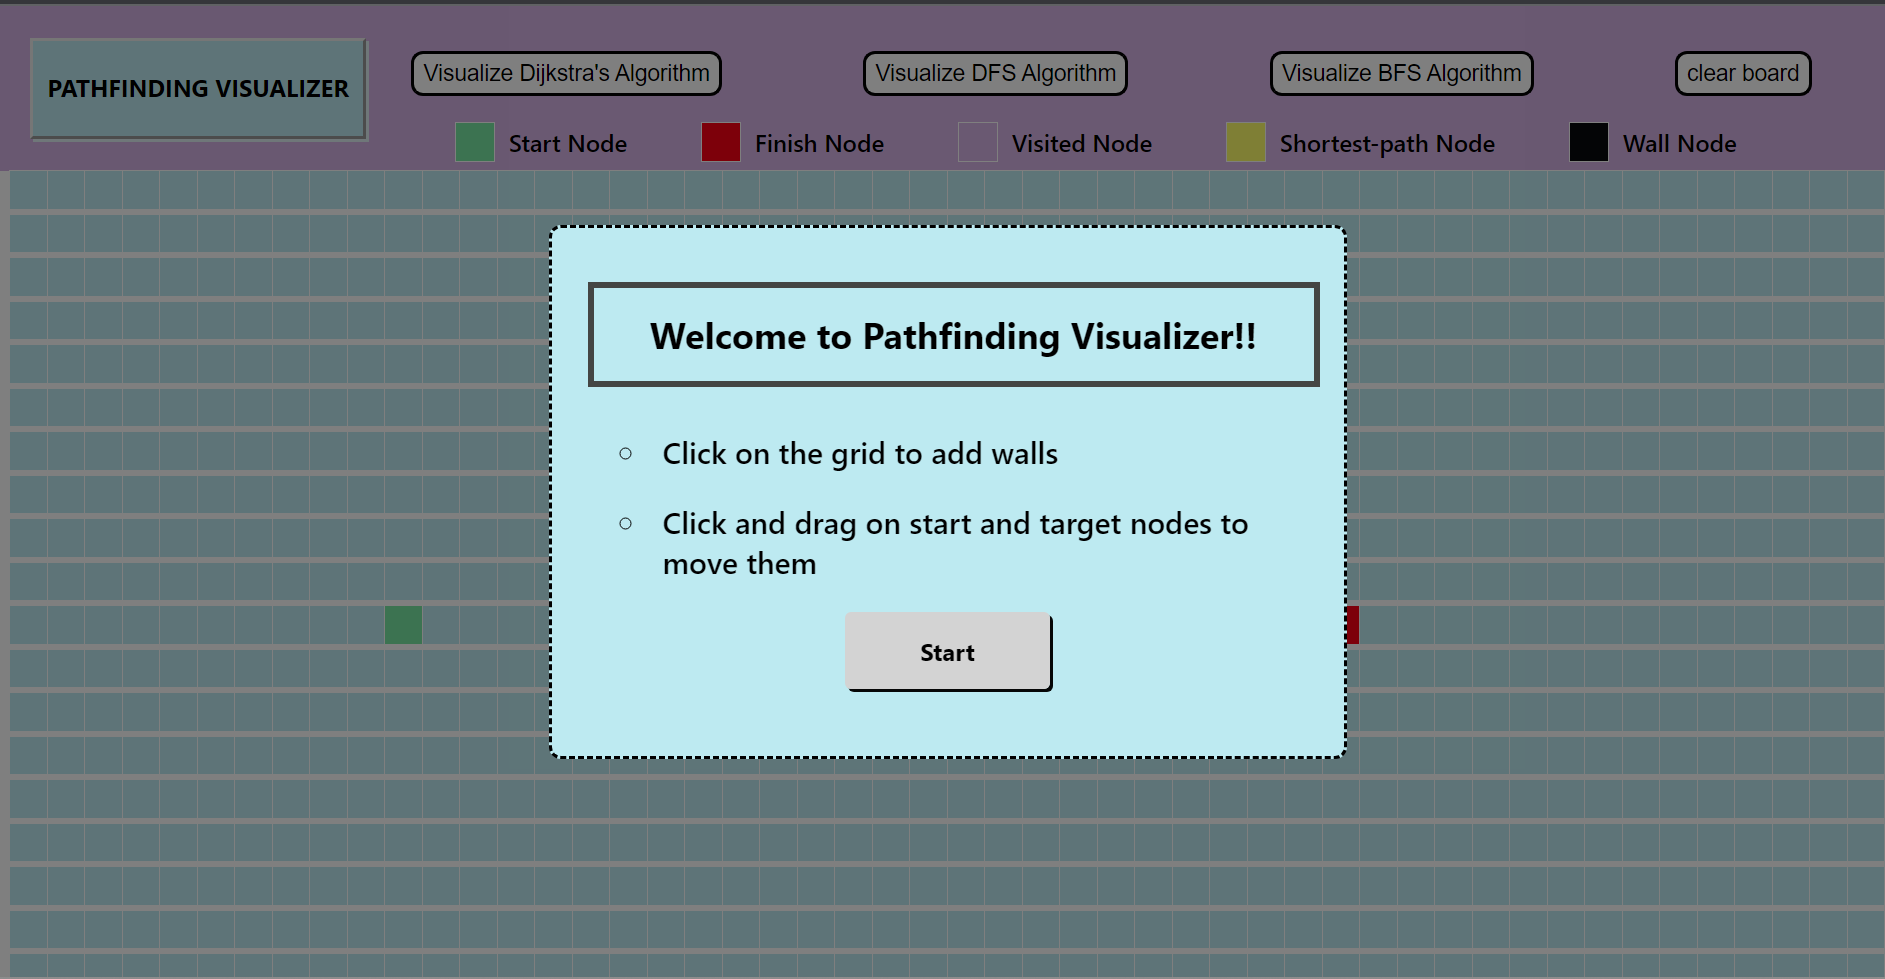 PATHFINDING VISUALIZER
Visualize Dijkstra's Algorithm
Visualize DFS Algorithm
Visualize BFS Algorithm
clear board
Start Node
Finish Node
Visited Node
Shortest-path Node
Wall Node
Welcome to Pathfinding Visualizer!!
Click on the grid to add walls
Click and drag on start and target nodes to
move them
Start